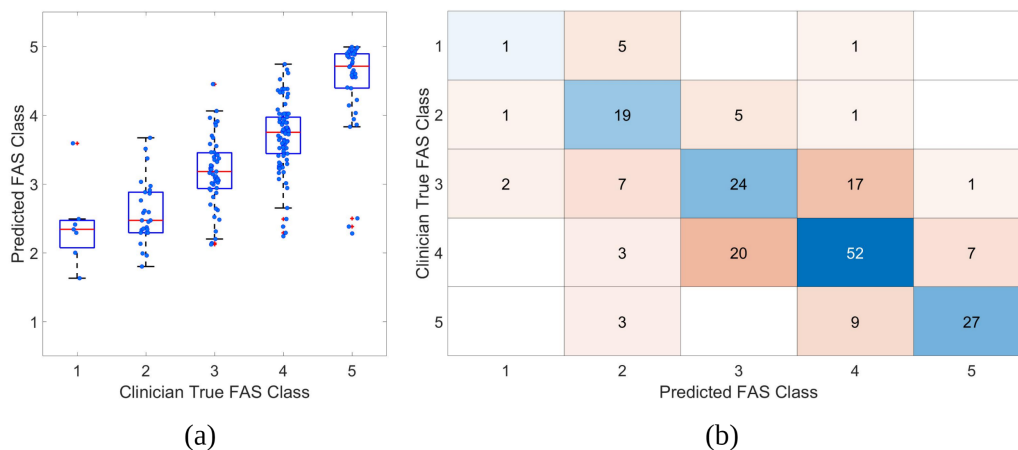 5
4
3
2
1
Predicted FAS Class
1 2 3 4 5
Clinician True FAS Class
(a)
Clinician True FAS Class
1 1 5 1
2 1 19 5 1
3 2 7 24 17 1
4 3 20 52 7
5 3 9 27
1 2 3 4 5
Predicted FAS Class
(b)